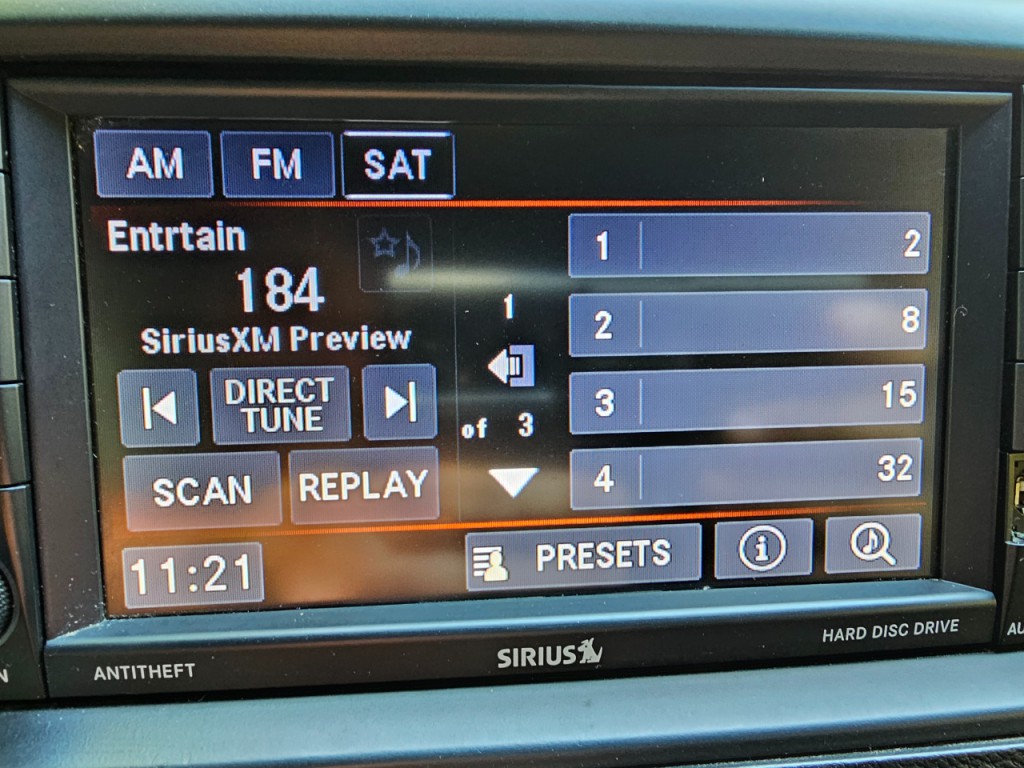 AM FM SAT
Entrtain
184
SiriusXM Preview
DIRECT
TUNE
SCAN REPLAY
1
of 3
1 2
2 8
3 15
4 32
11:21 PRESETS
ANTITHEFT SIRIUS HARD DISC DRIVE